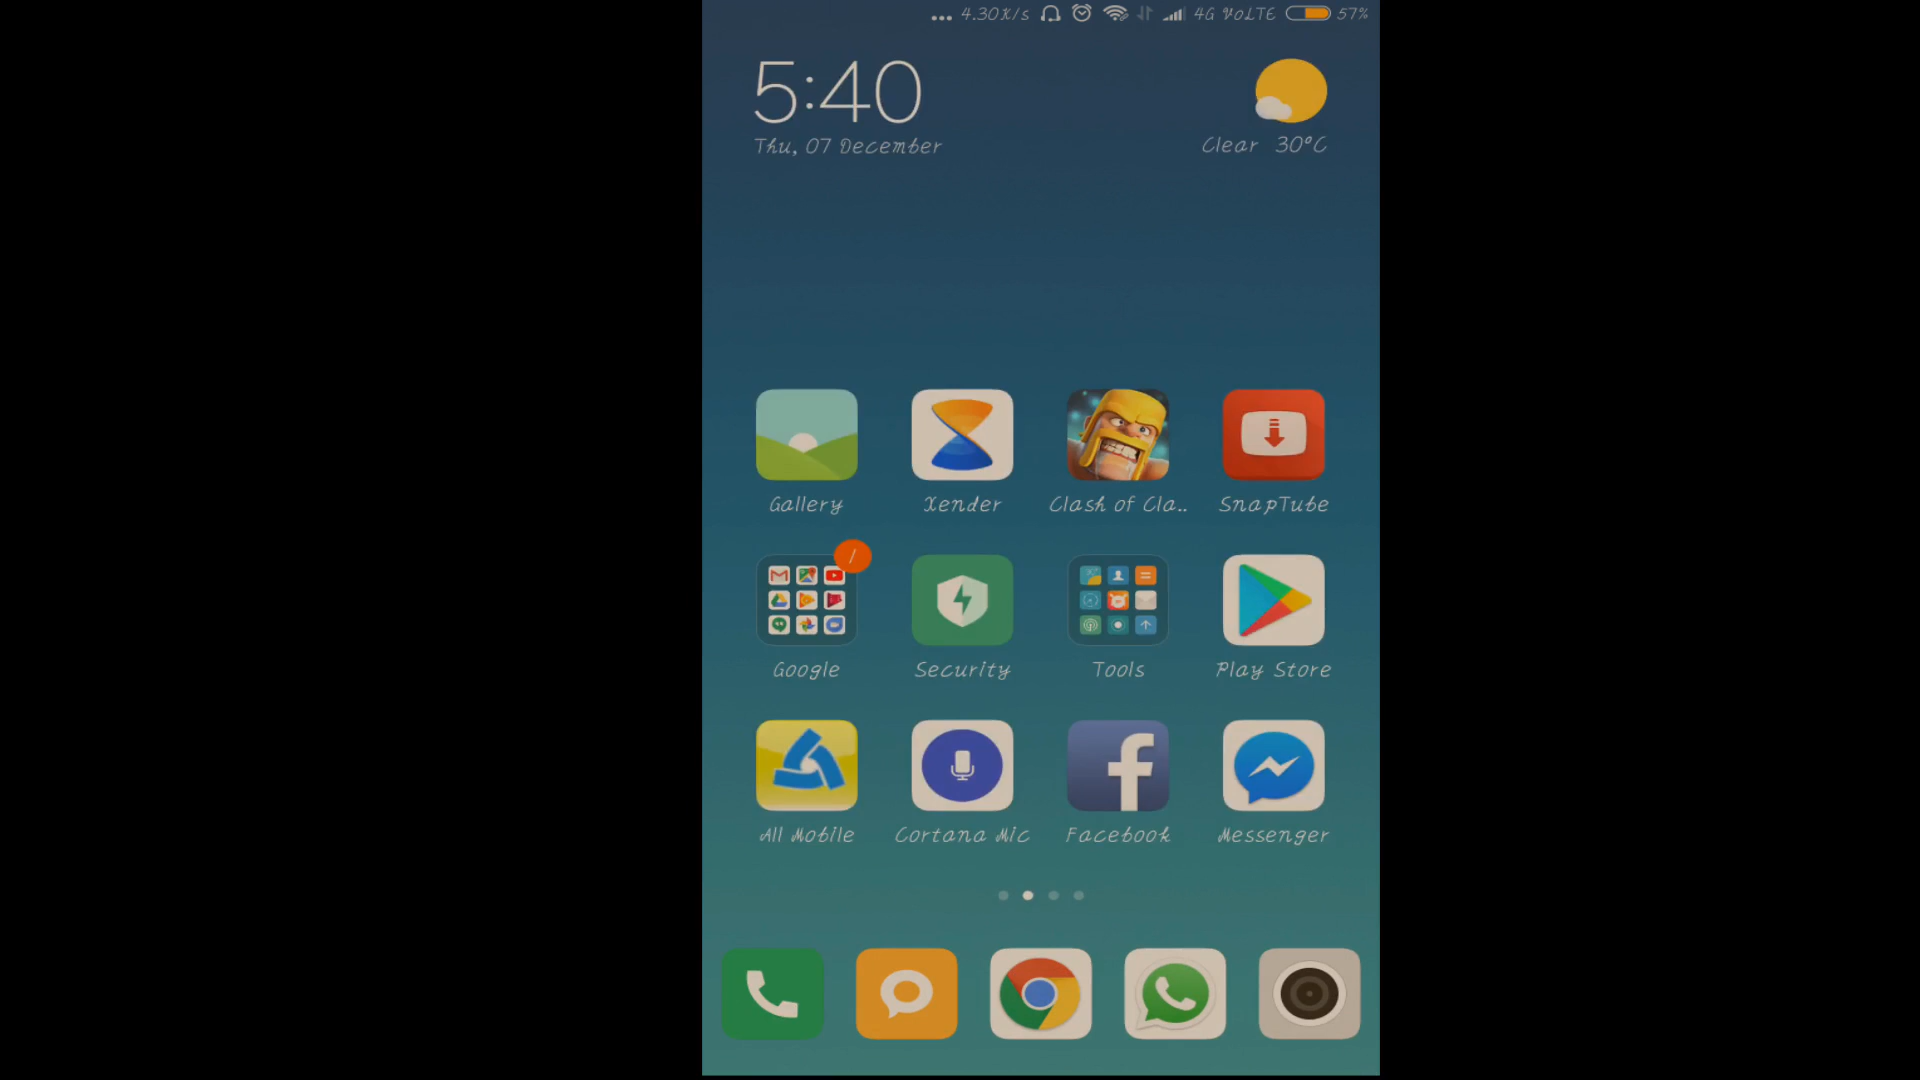 ... 4.30K/s 4G VoLTE 57%
5:40
Thu, 07 December
Clear 30°C
Gallery Xender Clash of Cla.. SnapTube
Google Security Tools Play Store
All Mobile Cortana Mic Facebook Messenger